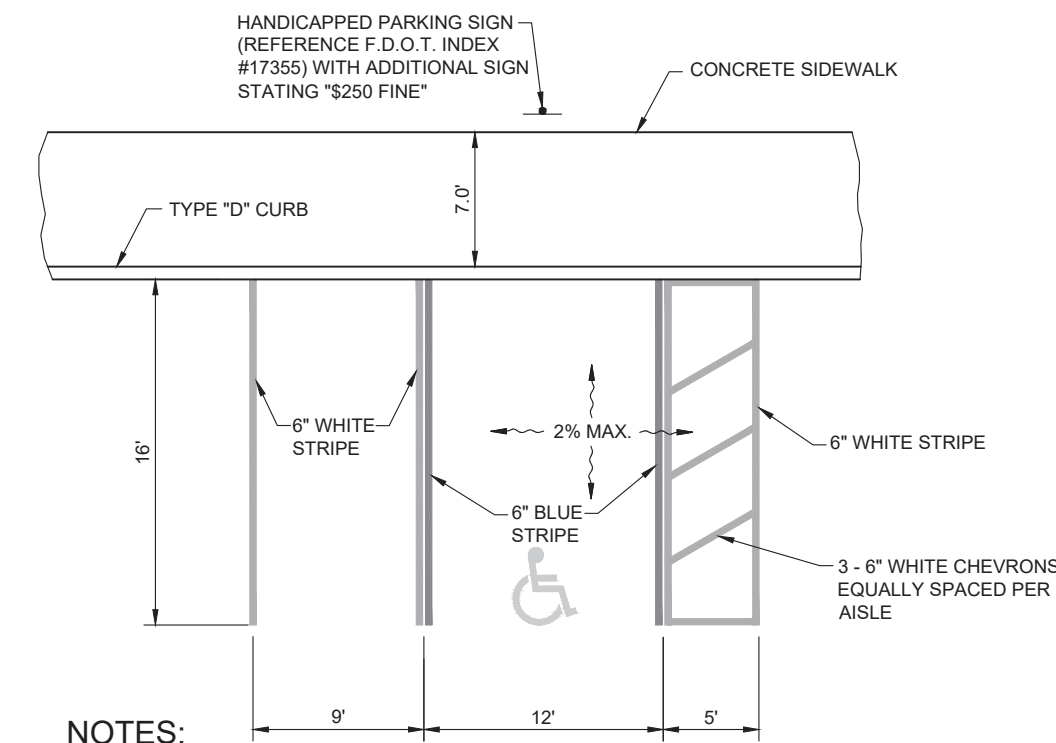 HANDICAPPED PARKING SIGN
(REFERENCE F.D.O.T. INDEX
#17355) WITH ADDITIONAL SIGN
STATING "$250 FINE"
CONCRETE SIDEWALK
TYPE "D" CURB
7.0'
16'
6" WHITE
STRIPE
2% MAX.
6" WHITE STRIPE
6" BLUE
STRIPE
3 - 6" WHITE CHEVRONS
EQUALLY SPACED PER
AISLE
9'
12'
5'
NOTES: